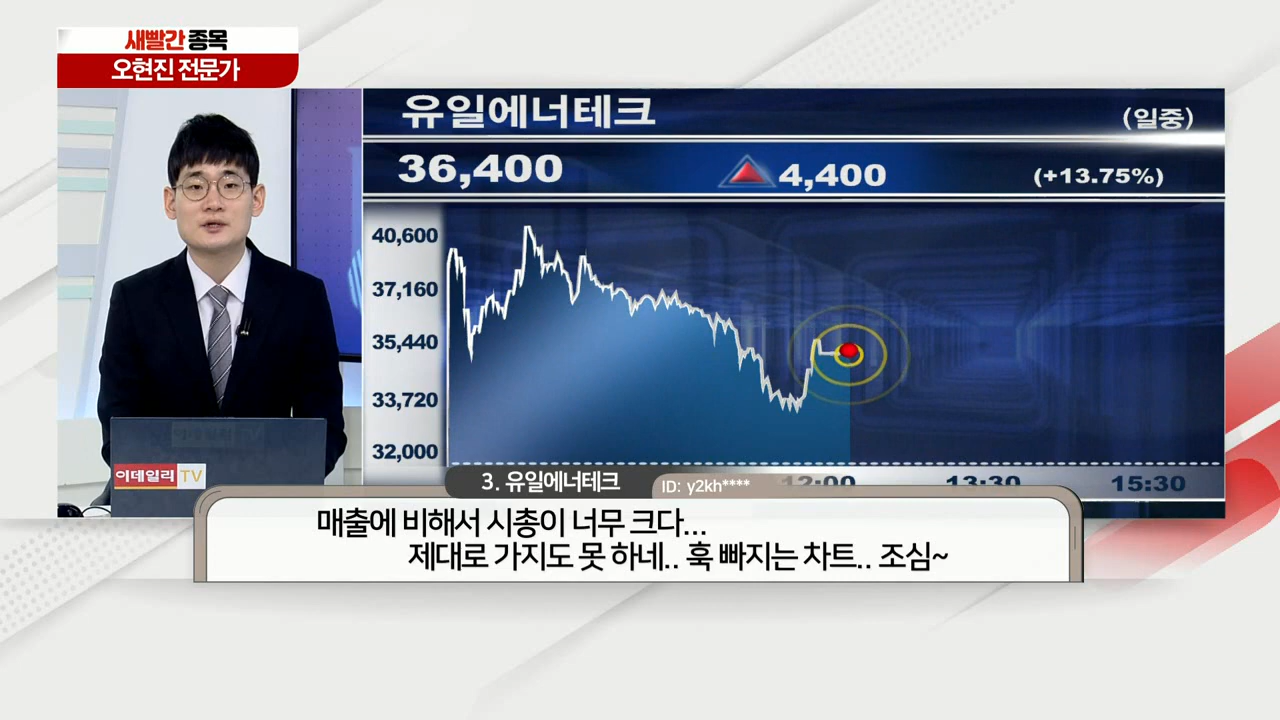 새빨간 종목
오현진 전문가
유일에너테크
(일중)
36,400
4,400
(+13.75%)
40,600
37,160
35,440
33,720
32,000
12:00
13:30
15:30
이데일리 TV
3. 유일에너테크
ID: y2kh****
매출에 비해서 시총이 너무 크다...
제대로 가지도 못 하네.. 훅 빠지는 차트.. 조심~